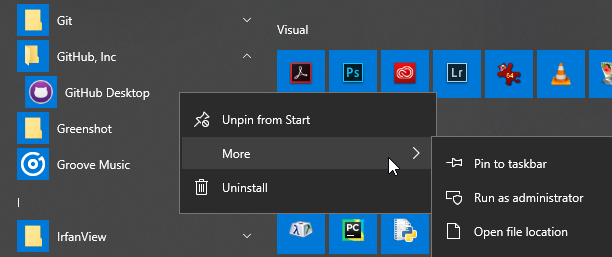 Git
Visual
GitHub, Inc
Ps
Lr
64
GitHub Desktop
Unpin from Start
Greenshot
More
Pin to taskbar
Groove Music
Uninstall
Run as administrator
I
PC
Open file location
IrfanView